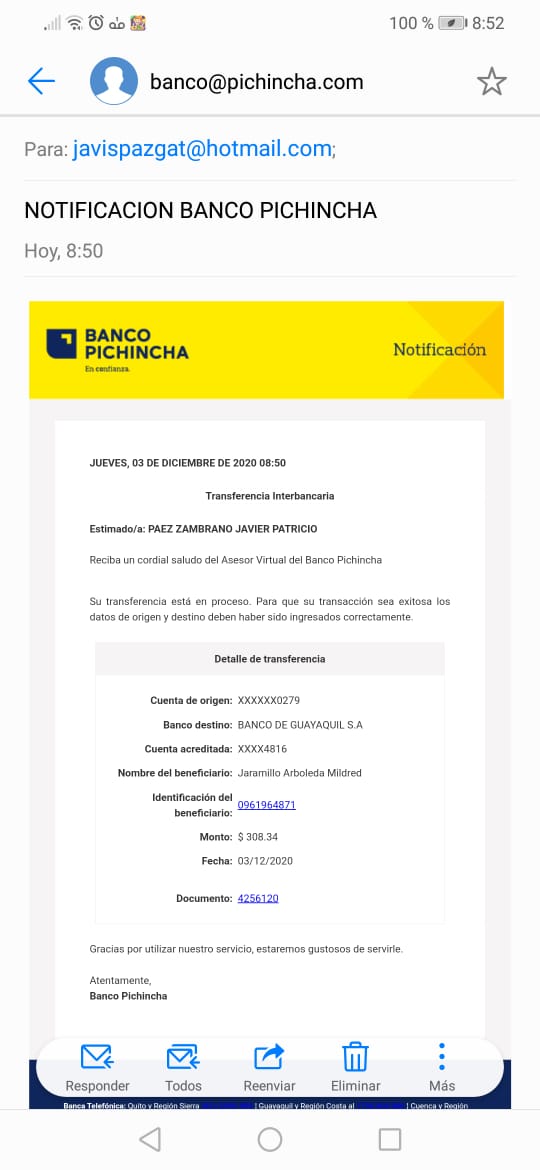 100 % 8:52
banco@pichincha.com
Para: javispazgat@hotmail.com;
NOTIFICACION BANCO PICHINCHA
Hoy, 8:50
BANCO
PICHINCHA
En confianza.
Notificación
JUEVES, 03 DE DICIEMBRE DE 2020 08:50
Transferencia Interbancaria
Estimado/a: PAEZ ZAMBRANO JAVIER PATRICIO
Reciba un cordial saludo del Asesor Virtual del Banco Pichincha
Su transferencia está en proceso. Para que su transacción sea exitosa los
datos de origen y destino deben haber sido ingresados correctamente.
Detalle de transferencia
Cuenta de origen: XXXXXX0279
Banco destino: BANCO DE GUAYAQUIL S.A
Cuenta acreditada: XXXX4816
Nombre del beneficiario: Jaramillo Arboleda Mildred
Identificación del
beneficiario: 0961964871
Monto: $ 308.34
Fecha: 03/12/2020
Documento: 4256120
Gracias por utilizar nuestro servicio, estaremos gustosos de servirle.
Atentamente,
Banco Pichincha
Responder Todos Reenviar Eliminar Más
Banca Telefónica: Quito y Región Sierra | Guayaquil y Región Costa al | Cuenca y Región